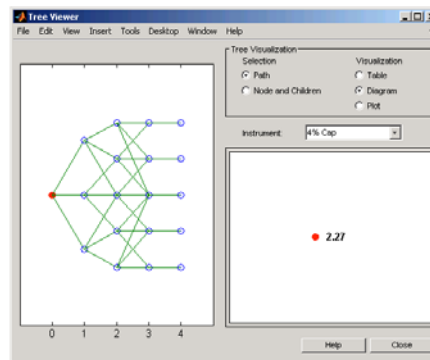 Tree Viewer
File Edit View Insert Tools Desktop Window Help
Tree Visualization
Selection
Visualization
Path
Table
Node and Children
Diagram
Plot
Instrument:
4% Cap
2.27
0 1 2 3 4
Help
Close